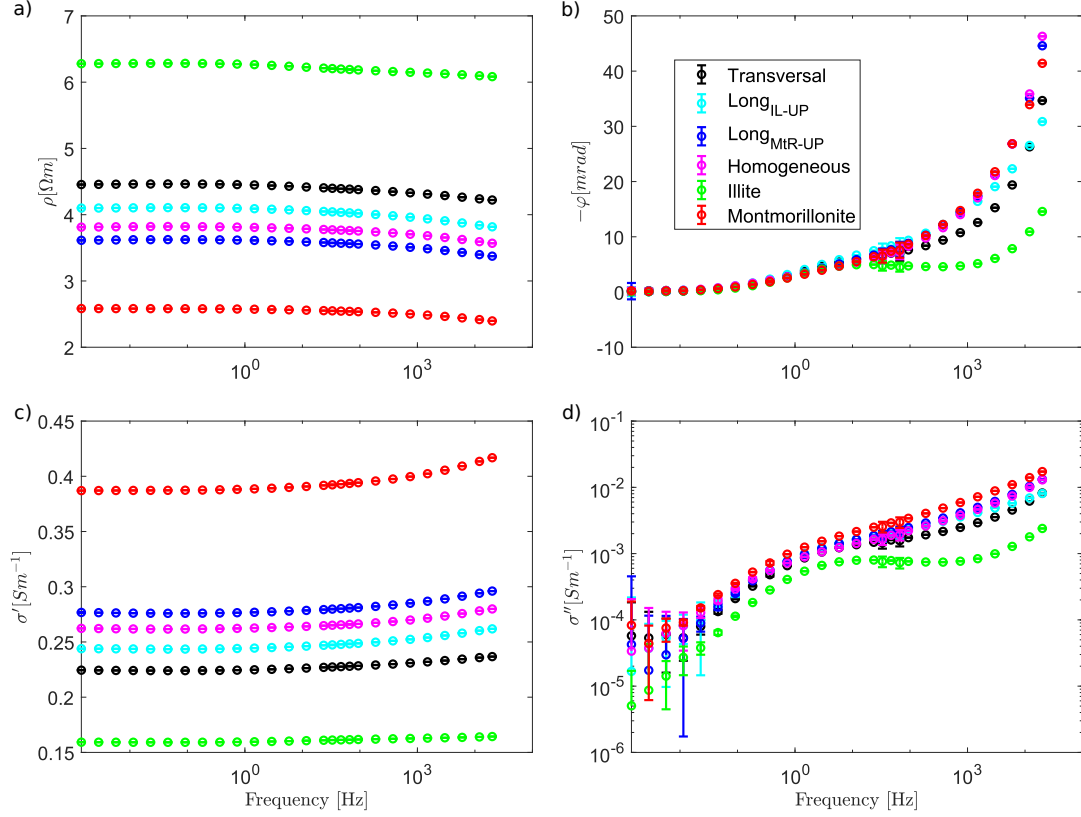 a)
7
6
5
4
3
2
ρ[Ωm]
10^0
10^3
b)
50
40
30
20
10
0
-10
−φ[mrad]
10^0
10^3
Transversal
Long_IL-UP
Long_MtR-UP
Homogeneous
Illite
Montmorillonite
c)
0.45
0.4
0.35
0.3
0.25
0.2
0.15
σ′[Sm^−1]
10^0
10^3
Frequency [Hz]
d)
10^-1
10^-2
10^-3
10^-4
10^-5
10^-6
σ″[Sm^−1]
10^0
10^3
Frequency [Hz]